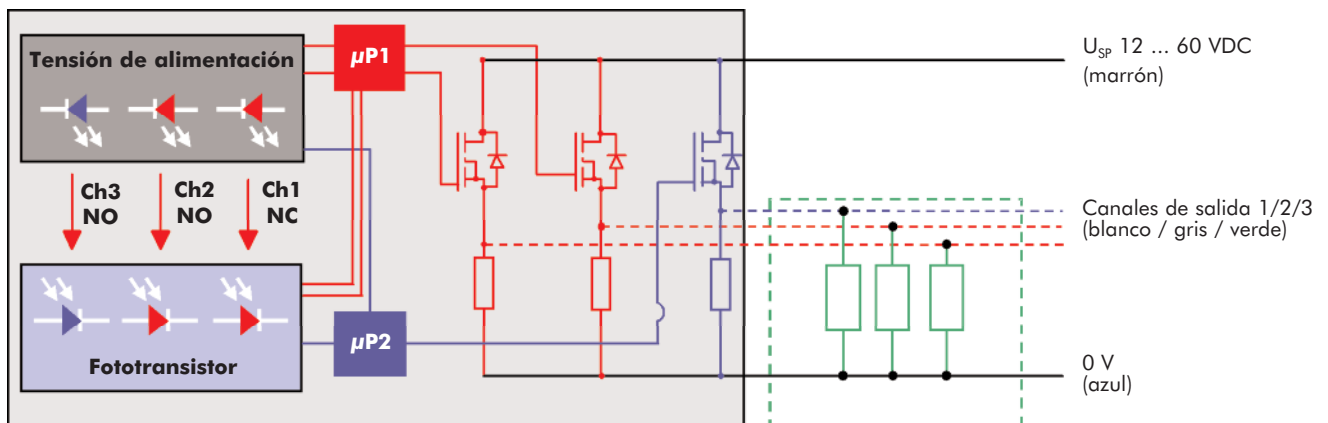 Tensión de alimentación
µP1
U_SP 12 ... 60 VDC
(marrón)
Ch3
NO
Ch2
NO
Ch1
NC
Canales de salida 1/2/3
(blanco / gris / verde)
µP2
Fototransistor
0 V
(azul)